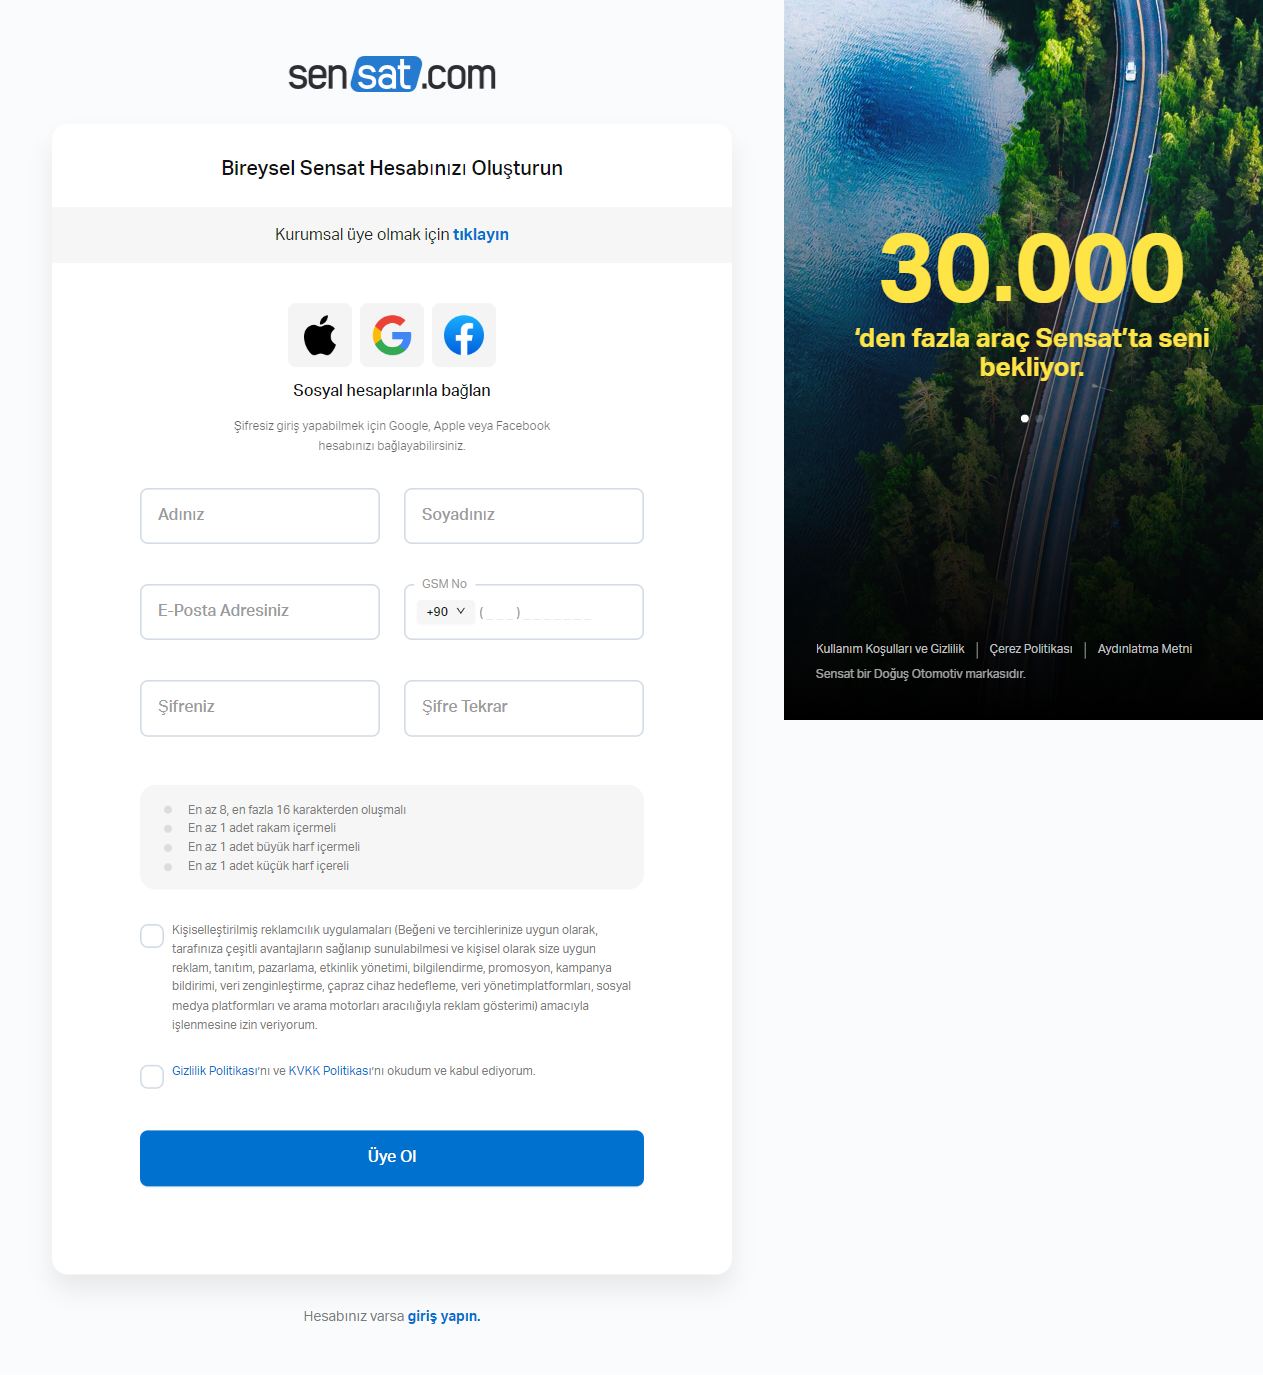 sensat.com
Bireysel Sensat Hesabınızı Oluşturun
Kurumsal üye olmak için tıklayın
Sosyal hesaplarınla bağlan
Şifresiz giriş yapabilmek için Google, Apple veya Facebook
hesabınızı bağlayabilirsiniz.
Adınız
Soyadınız
E-Posta Adresiniz
GSM No
+90 (___) _______
Şifreniz
Şifre Tekrar
En az 8, en fazla 16 karakterden oluşmalı
En az 1 adet rakam içermeli
En az 1 adet büyük harf içermeli
En az 1 adet küçük harf içereli
Kişiselleştirilmiş reklamcılık uygulamaları (Beğeni ve tercihlerinize uygun olarak,
tarafınıza çeşitli avantajların sağlanıp sunulabilmesi ve kişisel olarak size uygun
reklam, tanıtım, pazarlama, etkinlik yönetimi, bilgilendirme, promosyon, kampanya
bildirimi, veri zenginleştirme, çapraz cihaz hedefleme, veri yönetimplatformları, sosyal
medya platformları ve arama motorları aracılığıyla reklam gösterimi) amacıyla
işlenmesine izin veriyorum.
Gizlilik Politikası'nı ve KVKK Politikası'nı okudum ve kabul ediyorum.
Üye Ol
Hesabınız varsa giriş yapın.
30.000
‘den fazla araç Sensat’ta seni
bekliyor.
Kullanım Koşulları ve Gizlilik | Çerez Politikası | Aydınlatma Metni
Sensat bir Doğuş Otomotiv markasıdır.